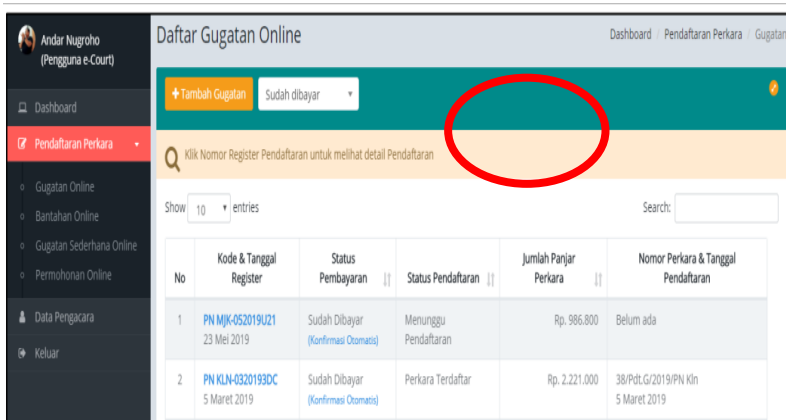 Andar Nugroho
(Pengguna e-Court)
Dashboard
Pendaftaran Perkara
Gugatan Online
Bantahan Online
Gugatan Sederhana Online
Permohonan Online
Data Pengacara
Keluar
Daftar Gugatan Online
Dashboard / Pendaftaran Perkara / Gugatan
+ Tambah Gugatan Sudah dibayar
Klik Nomor Register Pendaftaran untuk melihat detail Pendaftaran
Show 10 entries Search:
No Kode & Tanggal Register Status Pembayaran Status Pendaftaran Jumlah Panjar Perkara Nomor Perkara & Tanggal Pendaftaran
1 PN MJK-052019U21 Sudah Dibayar Menunggu Pendaftaran Rp. 986.800 Belum ada
23 Mei 2019 (Konfirmasi Otomatis)
2 PN KLN-0320193DC Sudah Dibayar Perkara Terdaftar Rp. 2.221.000 38/Pdt.G/2019/PN Kln
5 Maret 2019 (Konfirmasi Otomatis) 5 Maret 2019